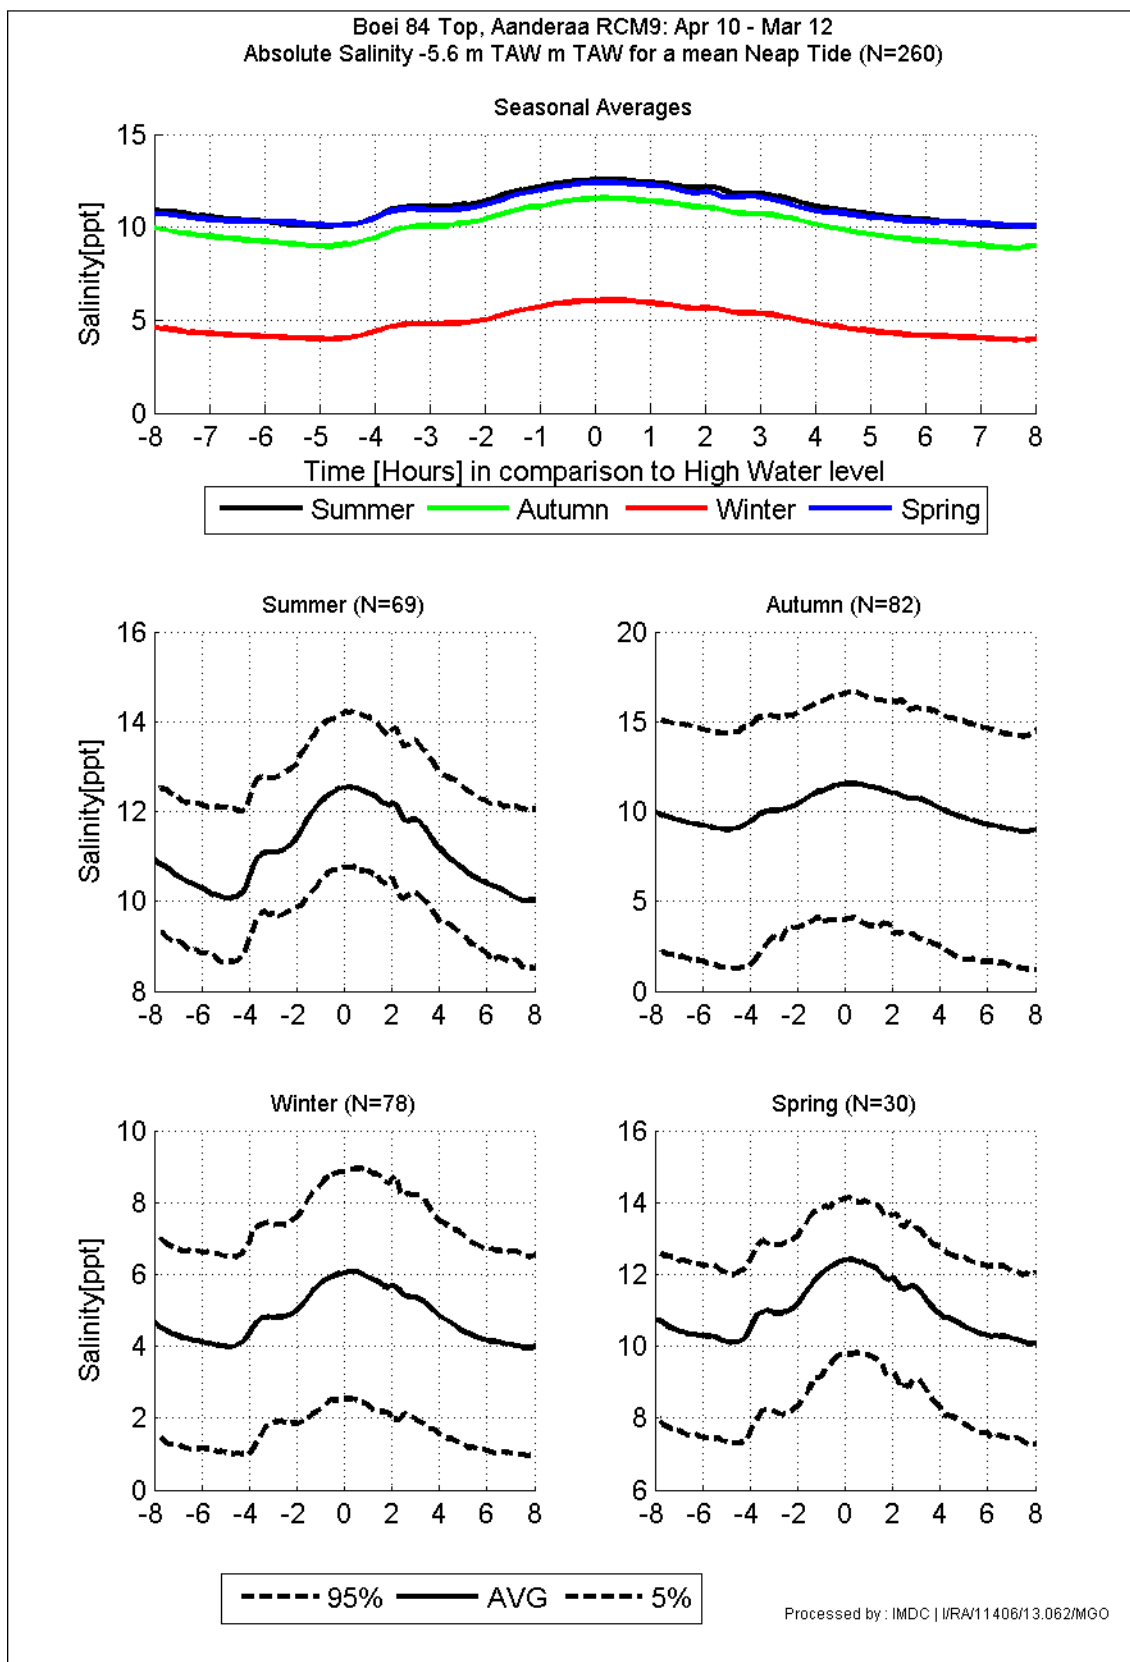 Boei 84 Top, Aanderaa RCM9: Apr 10 - Mar 12
Absolute Salinity -5.6 m TAW m TAW for a mean Neap Tide (N=260)
Seasonal Averages
Salinity[ppt]
15
10
5
0
-8 -7 -6 -5 -4 -3 -2 -1 0 1 2 3 4 5 6 7 8
Time [Hours] in comparison to High Water level
Summer Autumn Winter Spring
Summer (N=69)
Salinity[ppt]
16
14
12
10
8
-8 -6 -4 -2 0 2 4 6 8
Autumn (N=82)
20
15
10
5
0
-8 -6 -4 -2 0 2 4 6 8
Winter (N=78)
Salinity[ppt]
10
8
6
4
2
0
-8 -6 -4 -2 0 2 4 6 8
Spring (N=30)
16
14
12
10
8
6
-8 -6 -4 -2 0 2 4 6 8
95% AVG 5%
Processed by : IMDC | I/RA/11406/13.062/MGO